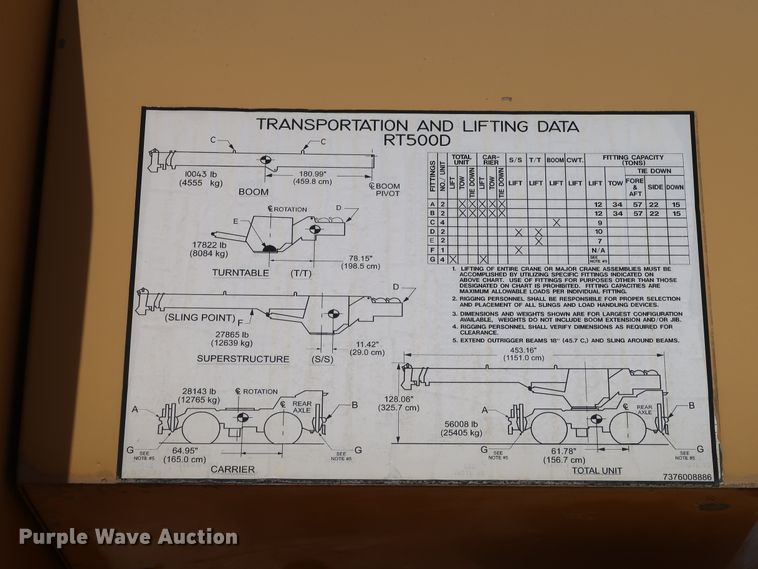 TRANSPORTATION AND LIFTING DATA
RT500D
C
C
10043 lb
(4555 kg)
180.99"
(459.8 cm)
BOOM
℄ BOOM
PIVOT
℄ ROTATION
D
E
17822 lb
(8084 kg)
78.15"
(198.5 cm)
TURNTABLE (T/T)
D
(SLING POINT) F
27865 lb
(12639 kg)
11.42"
(29.0 cm)
SUPERSTRUCTURE (S/S)
28143 lb
(12765 kg)
℄ ROTATION
℄ REAR
AXLE
A
B
G
G
SEE
NOTE #5
SEE
NOTE #5
64.95"
(165.0 cm)
CARRIER
FITTINGS
NO./ UNIT
TOTAL
UNIT
CAR-
RIER
S/S
T/T
BOOM
CWT.
FITTING CAPACITY
(TONS)
TIE DOWN
LIFT
TOW
TIE DOWN
LIFT
TOW
TIE DOWN
LIFT
LIFT
LIFT
LIFT
LIFT
TOW
FORE
&
AFT
SIDE
DOWN
A 2 X X X X 12 34 57 22 15
B 2 X X X X 12 34 57 22 15
C 4 X 9
D 2 X X 10
E 2 X 7
F 1 X N/A
G 4 X X SEE NOTE #5
1. LIFTING OF ENTIRE CRANE OR MAJOR CRANE ASSEMBLIES MUST BE
ACCOMPLISHED BY UTILIZING SPECIFIC FITTINGS INDICATED ON
ABOVE CHART. USE OF FITTINGS FOR PURPOSES OTHER THAN THOSE
DESIGNATED ON CHART IS PROHIBITED. FITTING CAPACITIES ARE
MAXIMUM ALLOWABLE LOADS PER INDIVIDUAL FITTING.
2. RIGGING PERSONNEL SHALL BE RESPONSIBLE FOR PROPER SELECTION
AND PLACEMENT OF ALL SLINGS AND LOAD HANDLING DEVICES.
3. DIMENSIONS AND WEIGHTS SHOWN ARE FOR LARGEST CONFIGURATION
AVAILABLE. WEIGHTS DO NOT INCLUDE BOOM EXTENSION AND/OR JIB.
4. RIGGING PERSONNEL SHALL VERIFY DIMENSIONS AS REQUIRED FOR
CLEARANCE.
5. EXTEND OUTRIGGER BEAMS 18" (45.7 C.) AND SLING AROUND BEAMS.
453.16"
(1151.0 cm)
128.06"
(325.7 cm)
A
℄ REAR
AXLE
B
56008 lb
(25405 kg)
G
G
SEE
NOTE #5
SEE
NOTE #5
61.78"
(156.7 cm)
TOTAL UNIT
7376008886
Purple Wave Auction